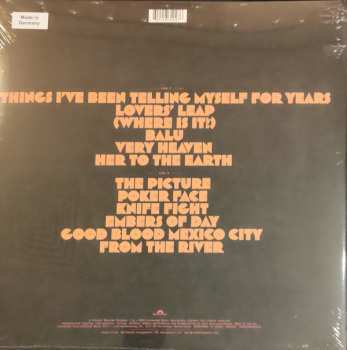 Made in
Germany
THINGS I'VE BEEN TELLING MYSELF FOR YEARS
LOVERS' LEAP
(WHERE IS IT?)
BALU
VERY HEAVEN
HER TO THE EARTH
THE PICTURE
POKER FACE
KNIFE FIGHT
EMBERS OF DAY
GOOD BLOOD MEXICO CITY
FROM THE RIVER